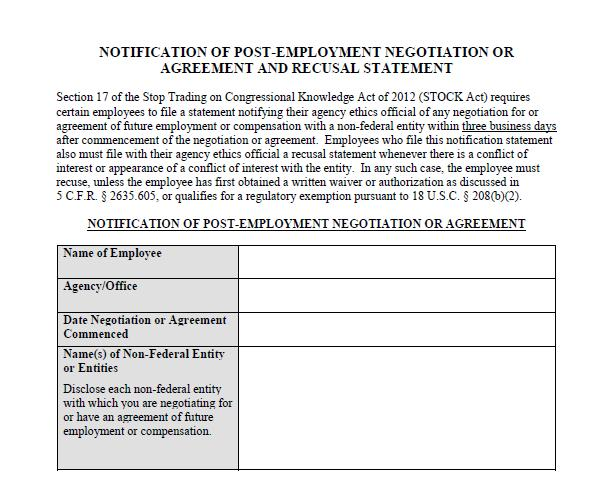 NOTIFICATION OF POST-EMPLOYMENT NEGOTIATION OR
AGREEMENT AND RECUSAL STATEMENT
Section 17 of the Stop Trading on Congressional Knowledge Act of 2012 (STOCK Act) requires
certain employees to file a statement notifying their agency ethics official of any negotiation for or
agreement of future employment or compensation with a non-federal entity within three business days
after commencement of the negotiation or agreement. Employees who file this notification statement
also must file with their agency ethics official a recusal statement whenever there is a conflict of
interest or appearance of a conflict of interest with the entity. In any such case, the employee must
recuse, unless the employee has first obtained a written waiver or authorization as discussed in
5 C.F.R. § 2635.605, or qualifies for a regulatory exemption pursuant to 18 U.S.C. § 208(b)(2).
NOTIFICATION OF POST-EMPLOYMENT NEGOTIATION OR AGREEMENT
Name of Employee
Agency/Office
Date Negotiation or Agreement
Commenced
Name(s) of Non-Federal Entity
or Entities
Disclose each non-federal entity
with which you are negotiating for
or have an agreement of future
employment or compensation.